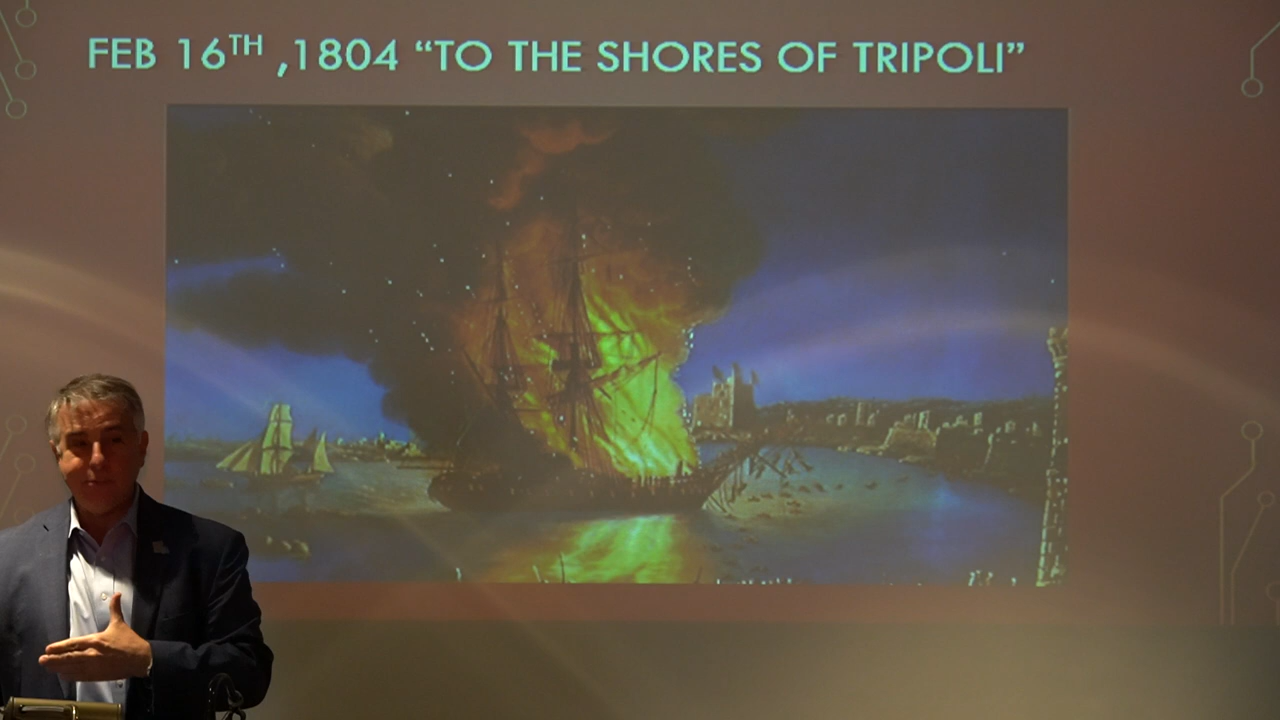 FEB 16TH ,1804 “TO THE SHORES OF TRIPOLI”